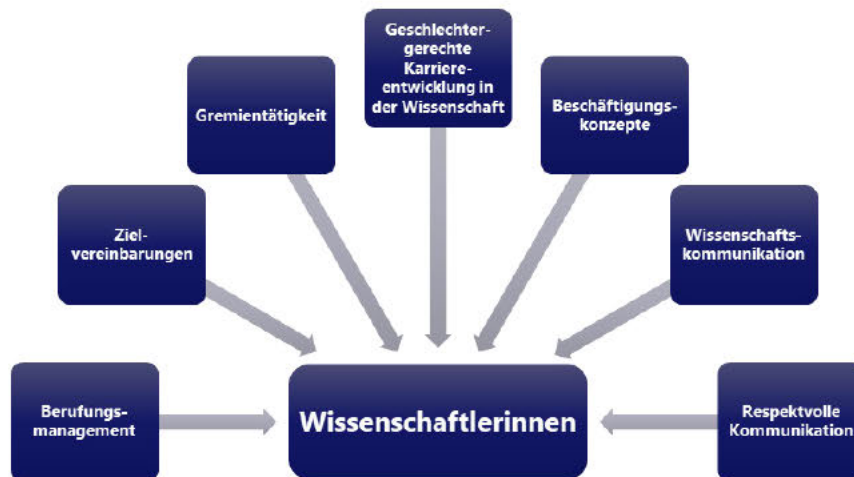 Geschlechter-
gerechte
Karriere-
entwicklung in
der Wissenschaft
Gremientätigkeit
Beschäftigungs-
konzepte
Ziel-
vereinbarungen
Wissenschafts-
kommunikation
Berufungs-
management
Wissenschaftlerinnen
Respektvolle
Kommunikation